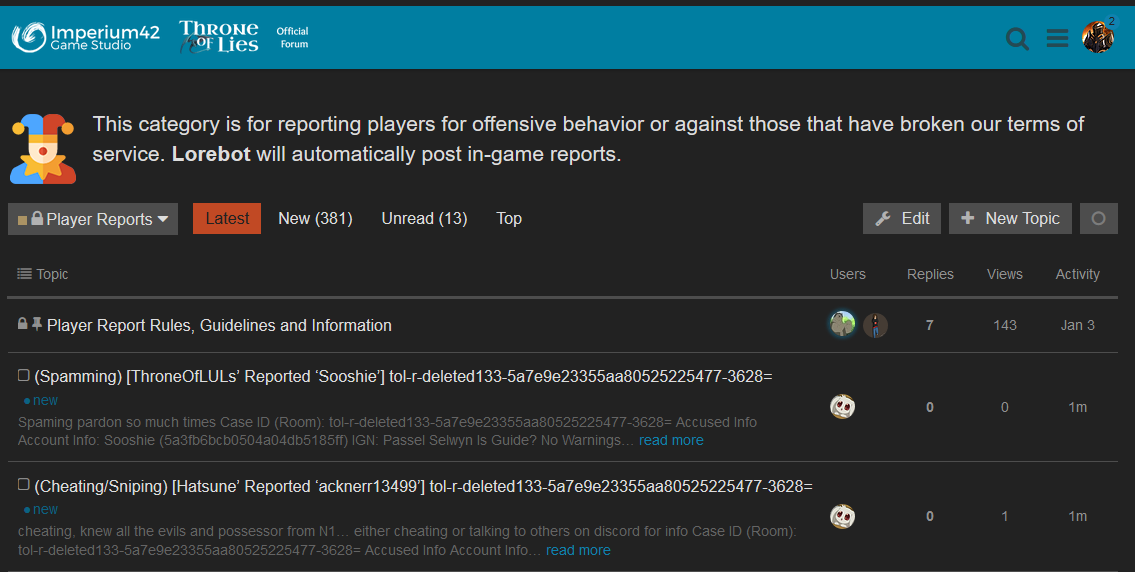 Imperium42
Game Studio
THRONE
OF LIES
Official
Forum
2
This category is for reporting players for offensive behavior or against those that have broken our terms of
service. Lorebot will automatically post in-game reports.
Player Reports
Latest
New (381)
Unread (13)
Top
Edit
New Topic
Topic
Users
Replies
Views
Activity
Player Report Rules, Guidelines and Information
7
143
Jan 3
(Spamming) [ThroneOfLULs’ Reported ‘Sooshie’] tol-r-deleted133-5a7e9e23355aa80525225477-3628=
new
Spaming pardon so much times Case ID (Room): tol-r-deleted133-5a7e9e23355aa80525225477-3628= Accused Info
Account Info: Sooshie (5a3fb6bcb0504a04db5185ff) IGN: Passel Selwyn Is Guide? No Warnings… read more
0
0
1m
(Cheating/Sniping) [Hatsune’ Reported ‘acknerr13499’] tol-r-deleted133-5a7e9e23355aa80525225477-3628=
new
cheating, knew all the evils and possessor from N1… either cheating or talking to others on discord for info Case ID (Room):
tol-r-deleted133-5a7e9e23355aa80525225477-3628= Accused Info Account Info… read more
0
1
1m